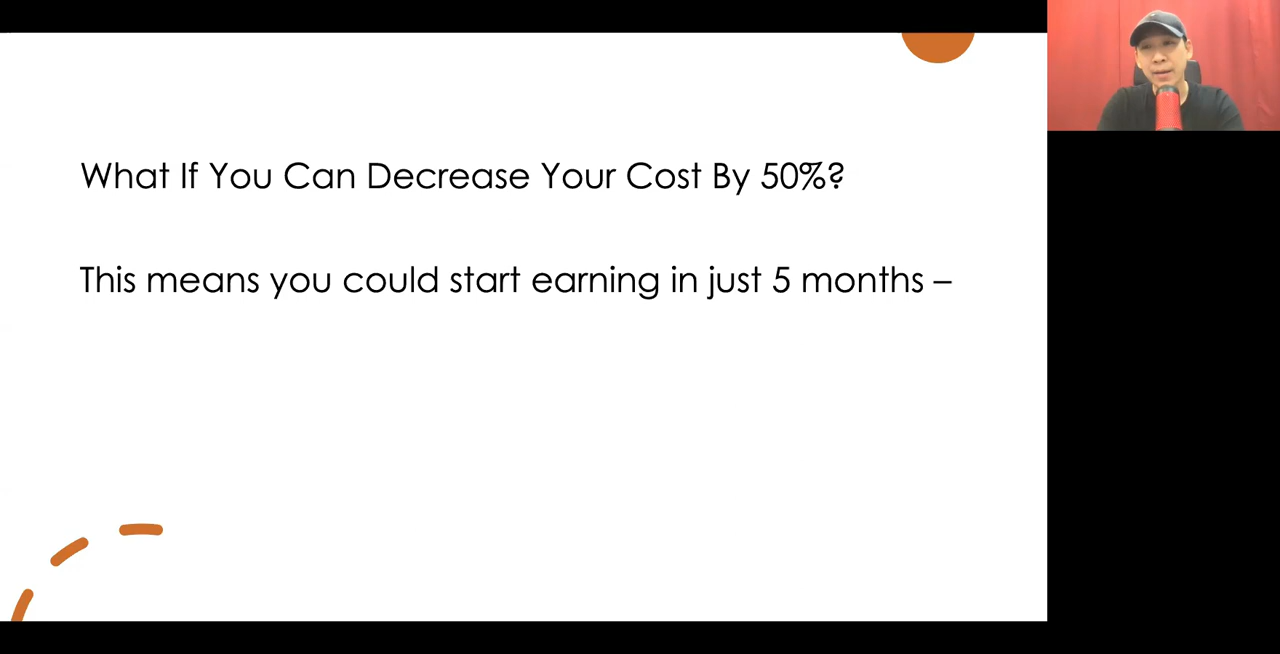 What If You Can Decrease Your Cost By 50%?
This means you could start earning in just 5 months –